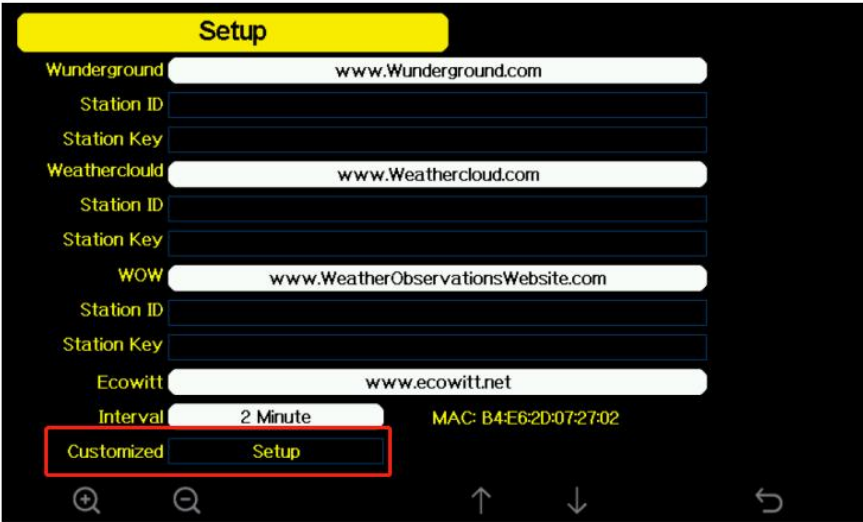 Setup
Wunderground www.Wunderground.com
Station ID
Station Key
Weatherclould www.Weathercloud.com
Station ID
Station Key
WOW www.WeatherObservationsWebsite.com
Station ID
Station Key
Ecowitt www.ecowitt.net
Interval 2 Minute MAC: B4:E6:2D:07:27:02
Customized Setup